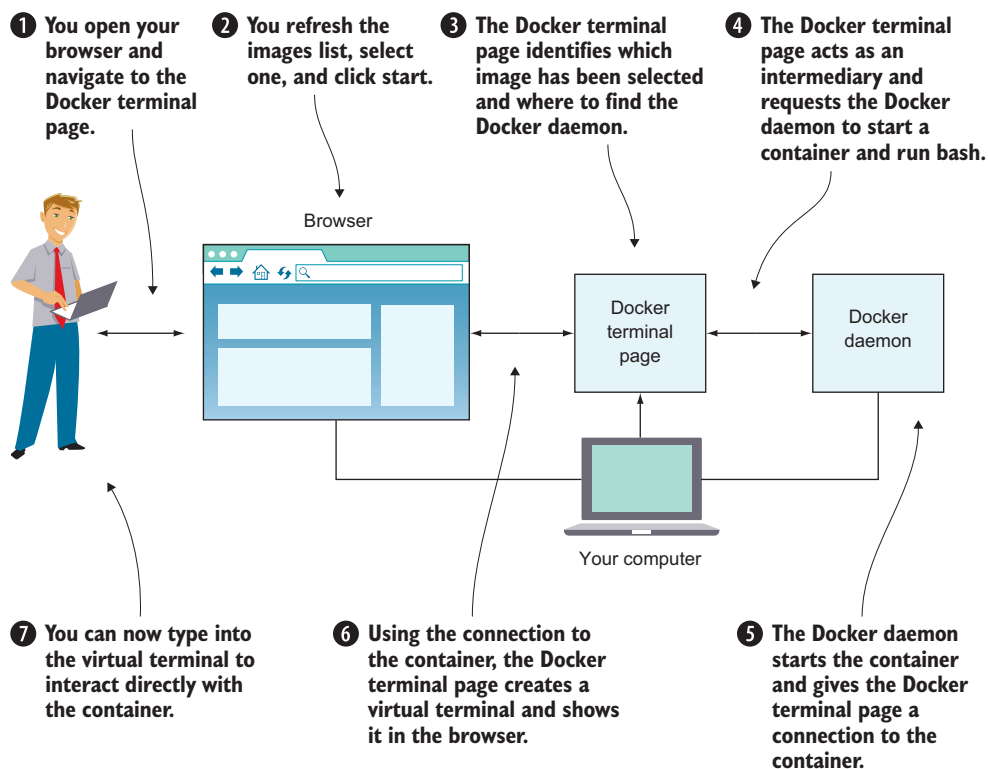 1 You open your
browser and
navigate to the
Docker terminal
page.
2 You refresh the
images list, select
one, and click start.
3 The Docker terminal
page identifies which
image has been selected
and where to find the
Docker daemon.
4 The Docker terminal
page acts as an
intermediary and
requests the Docker
daemon to start a
container and run bash.
Browser
Docker
terminal
page
Docker
daemon
Your computer
7 You can now type into
the virtual terminal to
interact directly with
the container.
6 Using the connection to
the container, the Docker
terminal page creates a
virtual terminal and shows
it in the browser.
5 The Docker daemon
starts the container
and gives the Docker
terminal page a
connection to the
container.